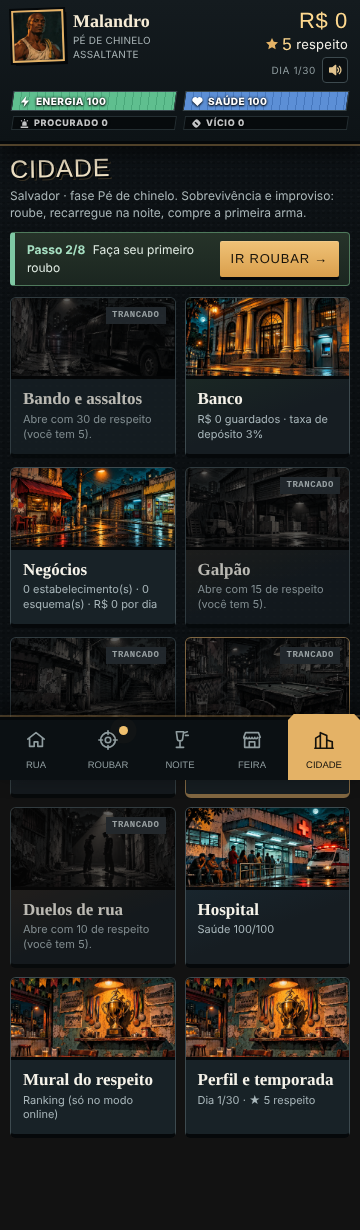 Malandro
PÉ DE CHINELO
ASSALTANTE
R$ 0
★ 5 respeito
DIA 1/30
ENERGIA 100
SAÚDE 100
PROCURADO 0
VÍCIO 0
CIDADE
Salvador · fase Pé de chinelo. Sobrevivência e improviso:
roube, recarregue na noite, compre a primeira arma.
Passo 2/8 Faça seu primeiro
roubo
IR ROUBAR →
TRANCADO
Bando e assaltos
Abre com 30 de respeito
(você tem 5).
Banco
R$ 0 guardados · taxa de
depósito 3%
Negócios
0 estabelecimento(s) · 0
esquema(s) · R$ 0 por dia
TRANCADO
Galpão
Abre com 15 de respeito
(você tem 5).
TRANCADO
TRANCADO
RUA
ROUBAR
NOITE
FEIRA
CIDADE
TRANCADO
Duelos de rua
Abre com 10 de respeito
(você tem 5).
Hospital
Saúde 100/100
Mural do respeito
Ranking (só no modo
online)
Perfil e temporada
Dia 1/30 · ★ 5 respeito